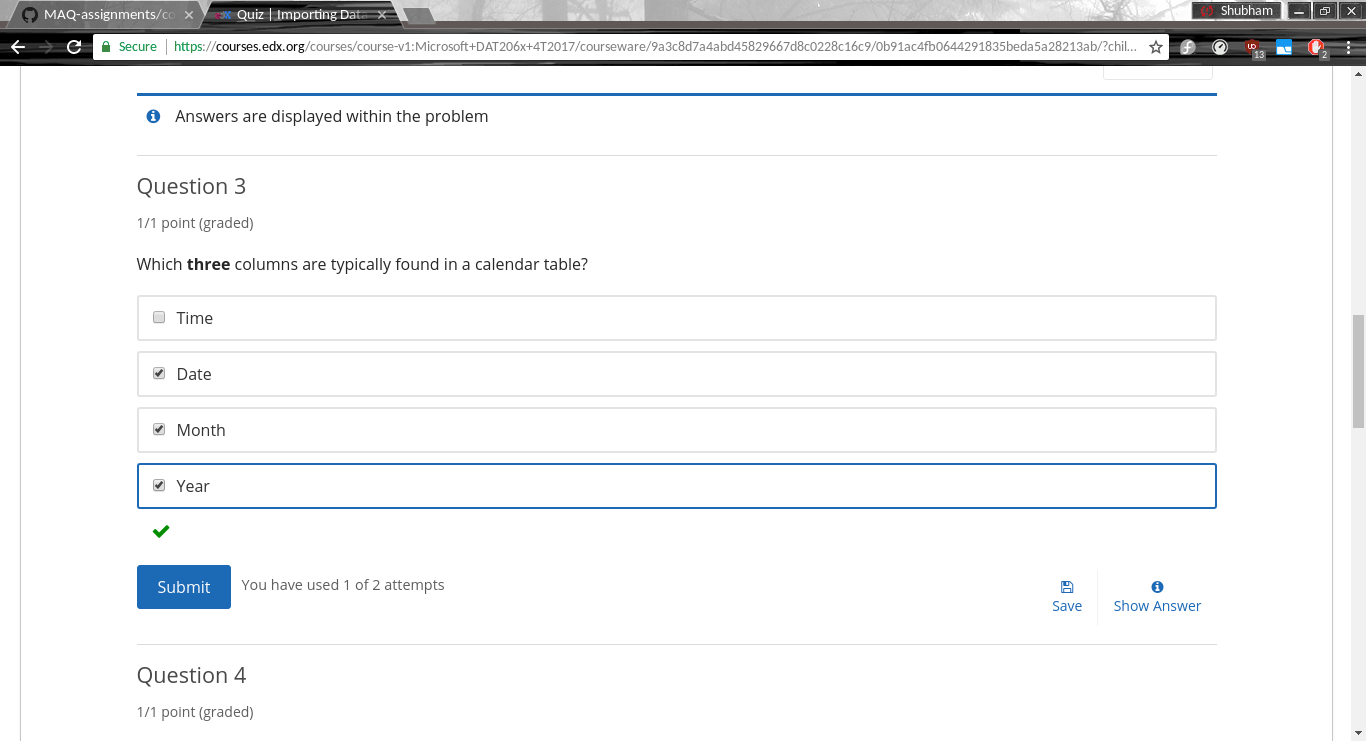 MAQ-assignments/co
Quiz | Importing Data
Shubham
Secure
https://courses.edx.org/courses/course-v1:Microsoft+DAT206x+4T2017/courseware/9a3c8d7a4abd45829667d8c0228c16c9/0b91ac4fb0644291835beda5a28213ab/?chil...
13
2
Answers are displayed within the problem
Question 3
1/1 point (graded)
Which three columns are typically found in a calendar table?
Time
Date
Month
Year
Submit
You have used 1 of 2 attempts
Save
Show Answer
Question 4
1/1 point (graded)